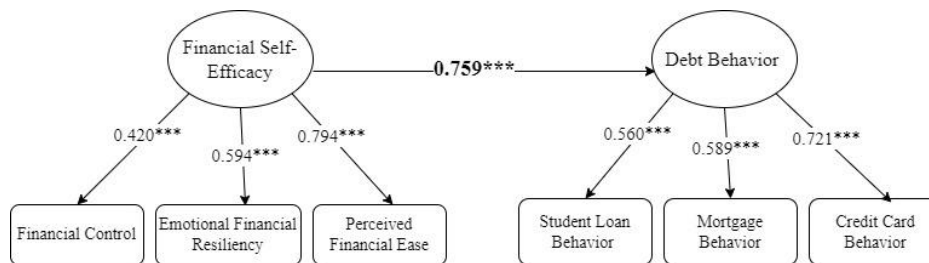 Financial Self-
Efficacy
Debt Behavior
0.759***
0.420***
0.594***
0.794***
0.560***
0.589***
0.721***
Financial Control
Emotional Financial
Resiliency
Perceived
Financial Ease
Student Loan
Behavior
Mortgage
Behavior
Credit Card
Behavior